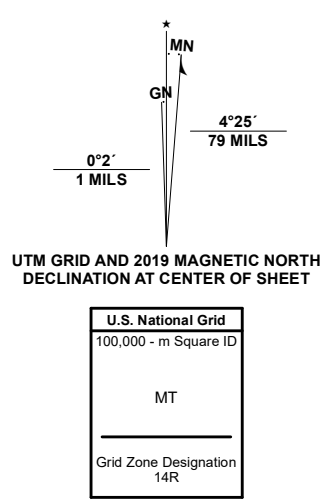 ★
MN
GN
4°25´
79 MILS
0°2´
1 MILS
UTM GRID AND 2019 MAGNETIC NORTH
DECLINATION AT CENTER OF SHEET
U.S. National Grid
100,000 - m Square ID
MT
Grid Zone Designation
14R